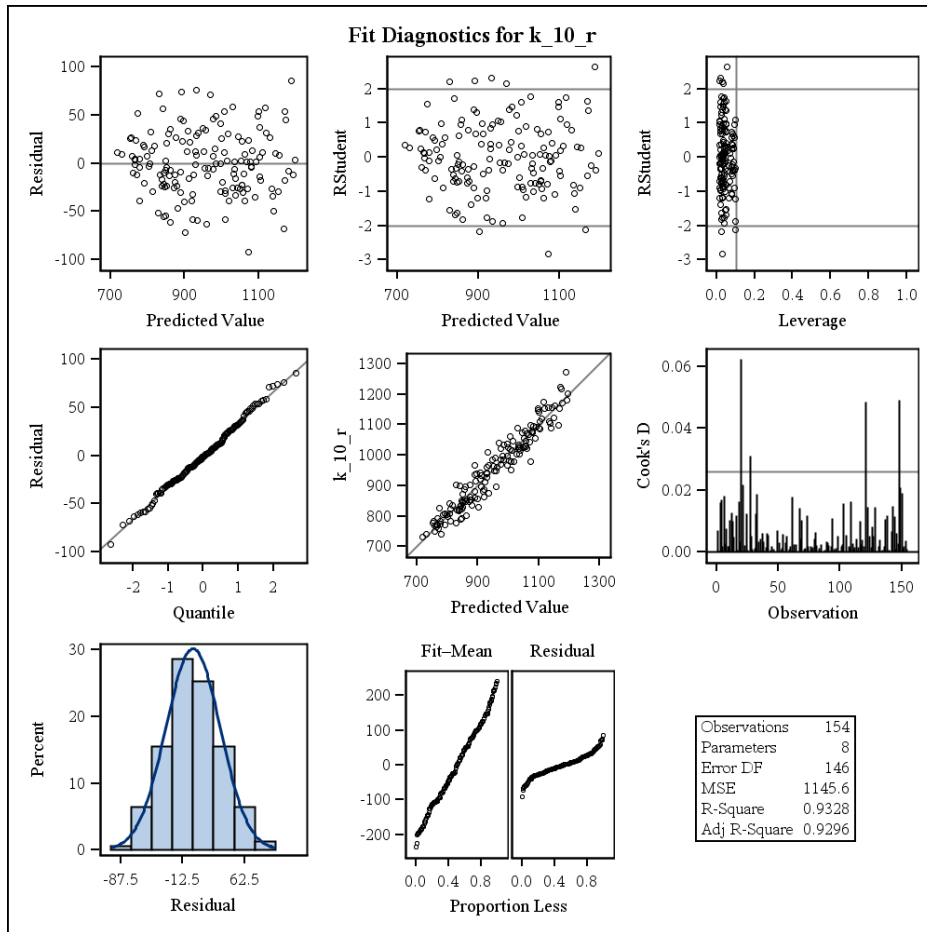 Fit Diagnostics for k_10_r
Residual
100
50
0
-50
-100
700 900 1100
Predicted Value
RStudent
2
1
0
-1
-2
-3
700 900 1100
Predicted Value
RStudent
2
1
0
-1
-2
-3
0.0 0.2 0.4 0.6 0.8 1.0
Leverage
Residual
100
50
0
-50
-100
-2 -1 0 1 2
Quantile
k_10_r
1300
1200
1100
1000
900
800
700
700 900 1100 1300
Predicted Value
Cook's D
0.06
0.04
0.02
0.00
0 50 100 150
Observation
Percent
30
20
10
0
-87.5 -12.5 62.5
Residual
Fit–Mean Residual
200
100
0
-100
-200
0.0 0.4 0.8 0.0 0.4 0.8
Proportion Less
Observations 154
Parameters 8
Error DF 146
MSE 1145.6
R-Square 0.9328
Adj R-Square 0.9296